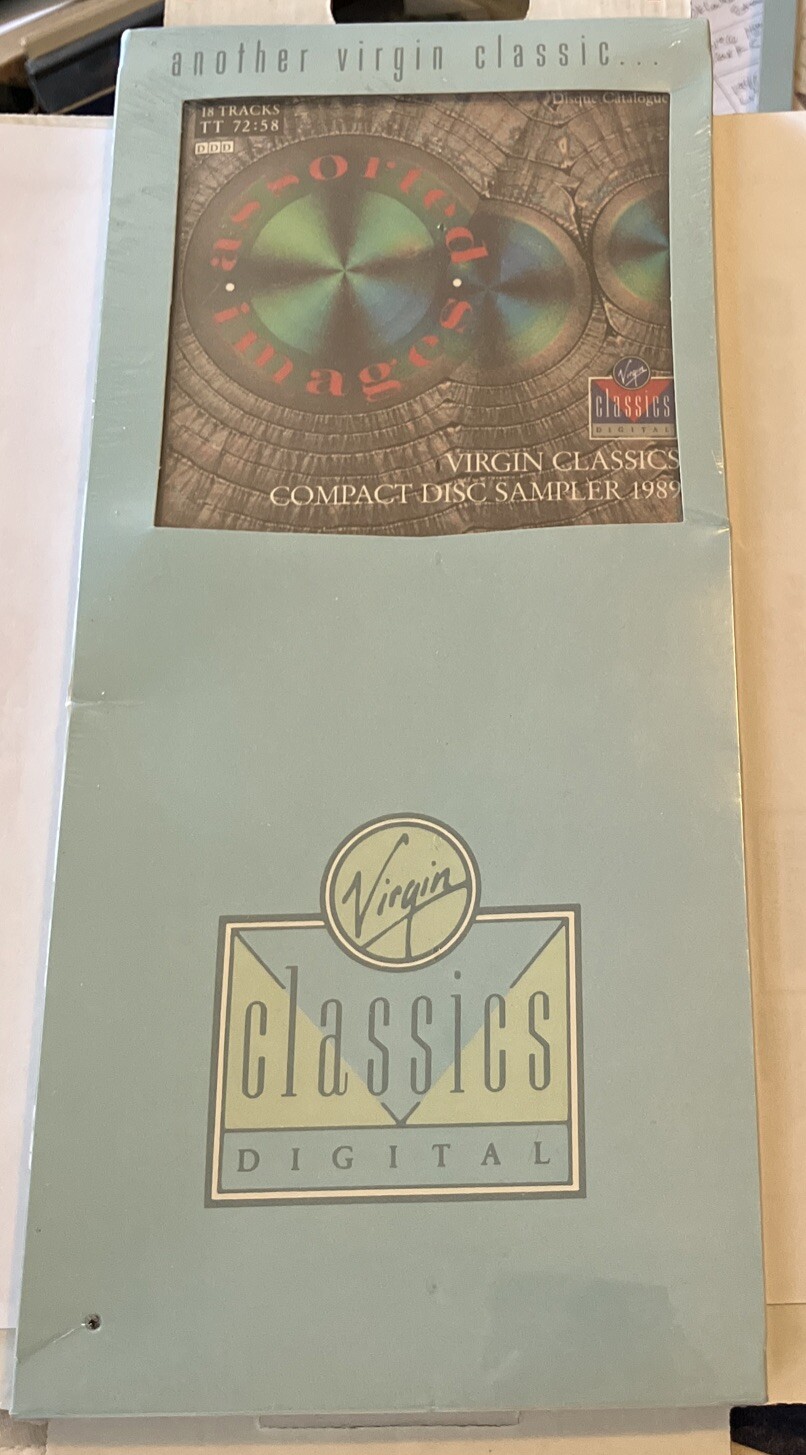 another virgin classic...
18 TRACKS
TT 72:58
DDD
Disque Catalogue
assorted
images
Virgin
classics
DIGITAL
VIRGIN CLASSICS
COMPACT DISC SAMPLER 1989
Virgin
classics
DIGITAL